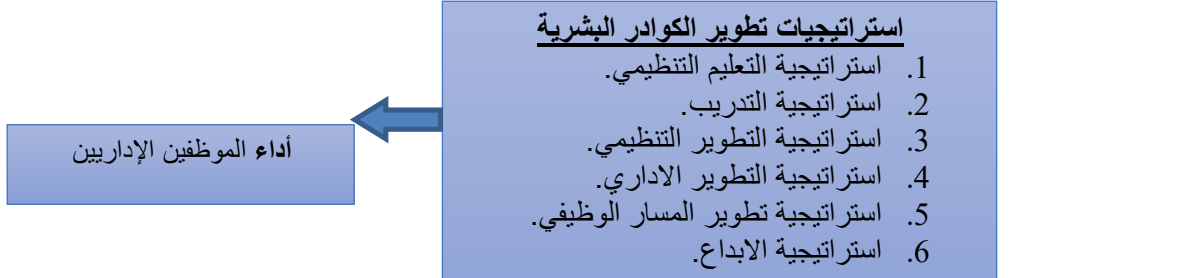 استراتيجيات تطوير الكوادر البشرية
1. استراتيجية التعليم التنظيمي.
2. استراتيجية التدريب.
3. استراتيجية التطوير التنظيمي.
4. استراتيجية التطوير الاداري.
5. استراتيجية تطوير المسار الوظيفي.
6. استراتيجية الابداع.
أداء الموظفين الإداريين